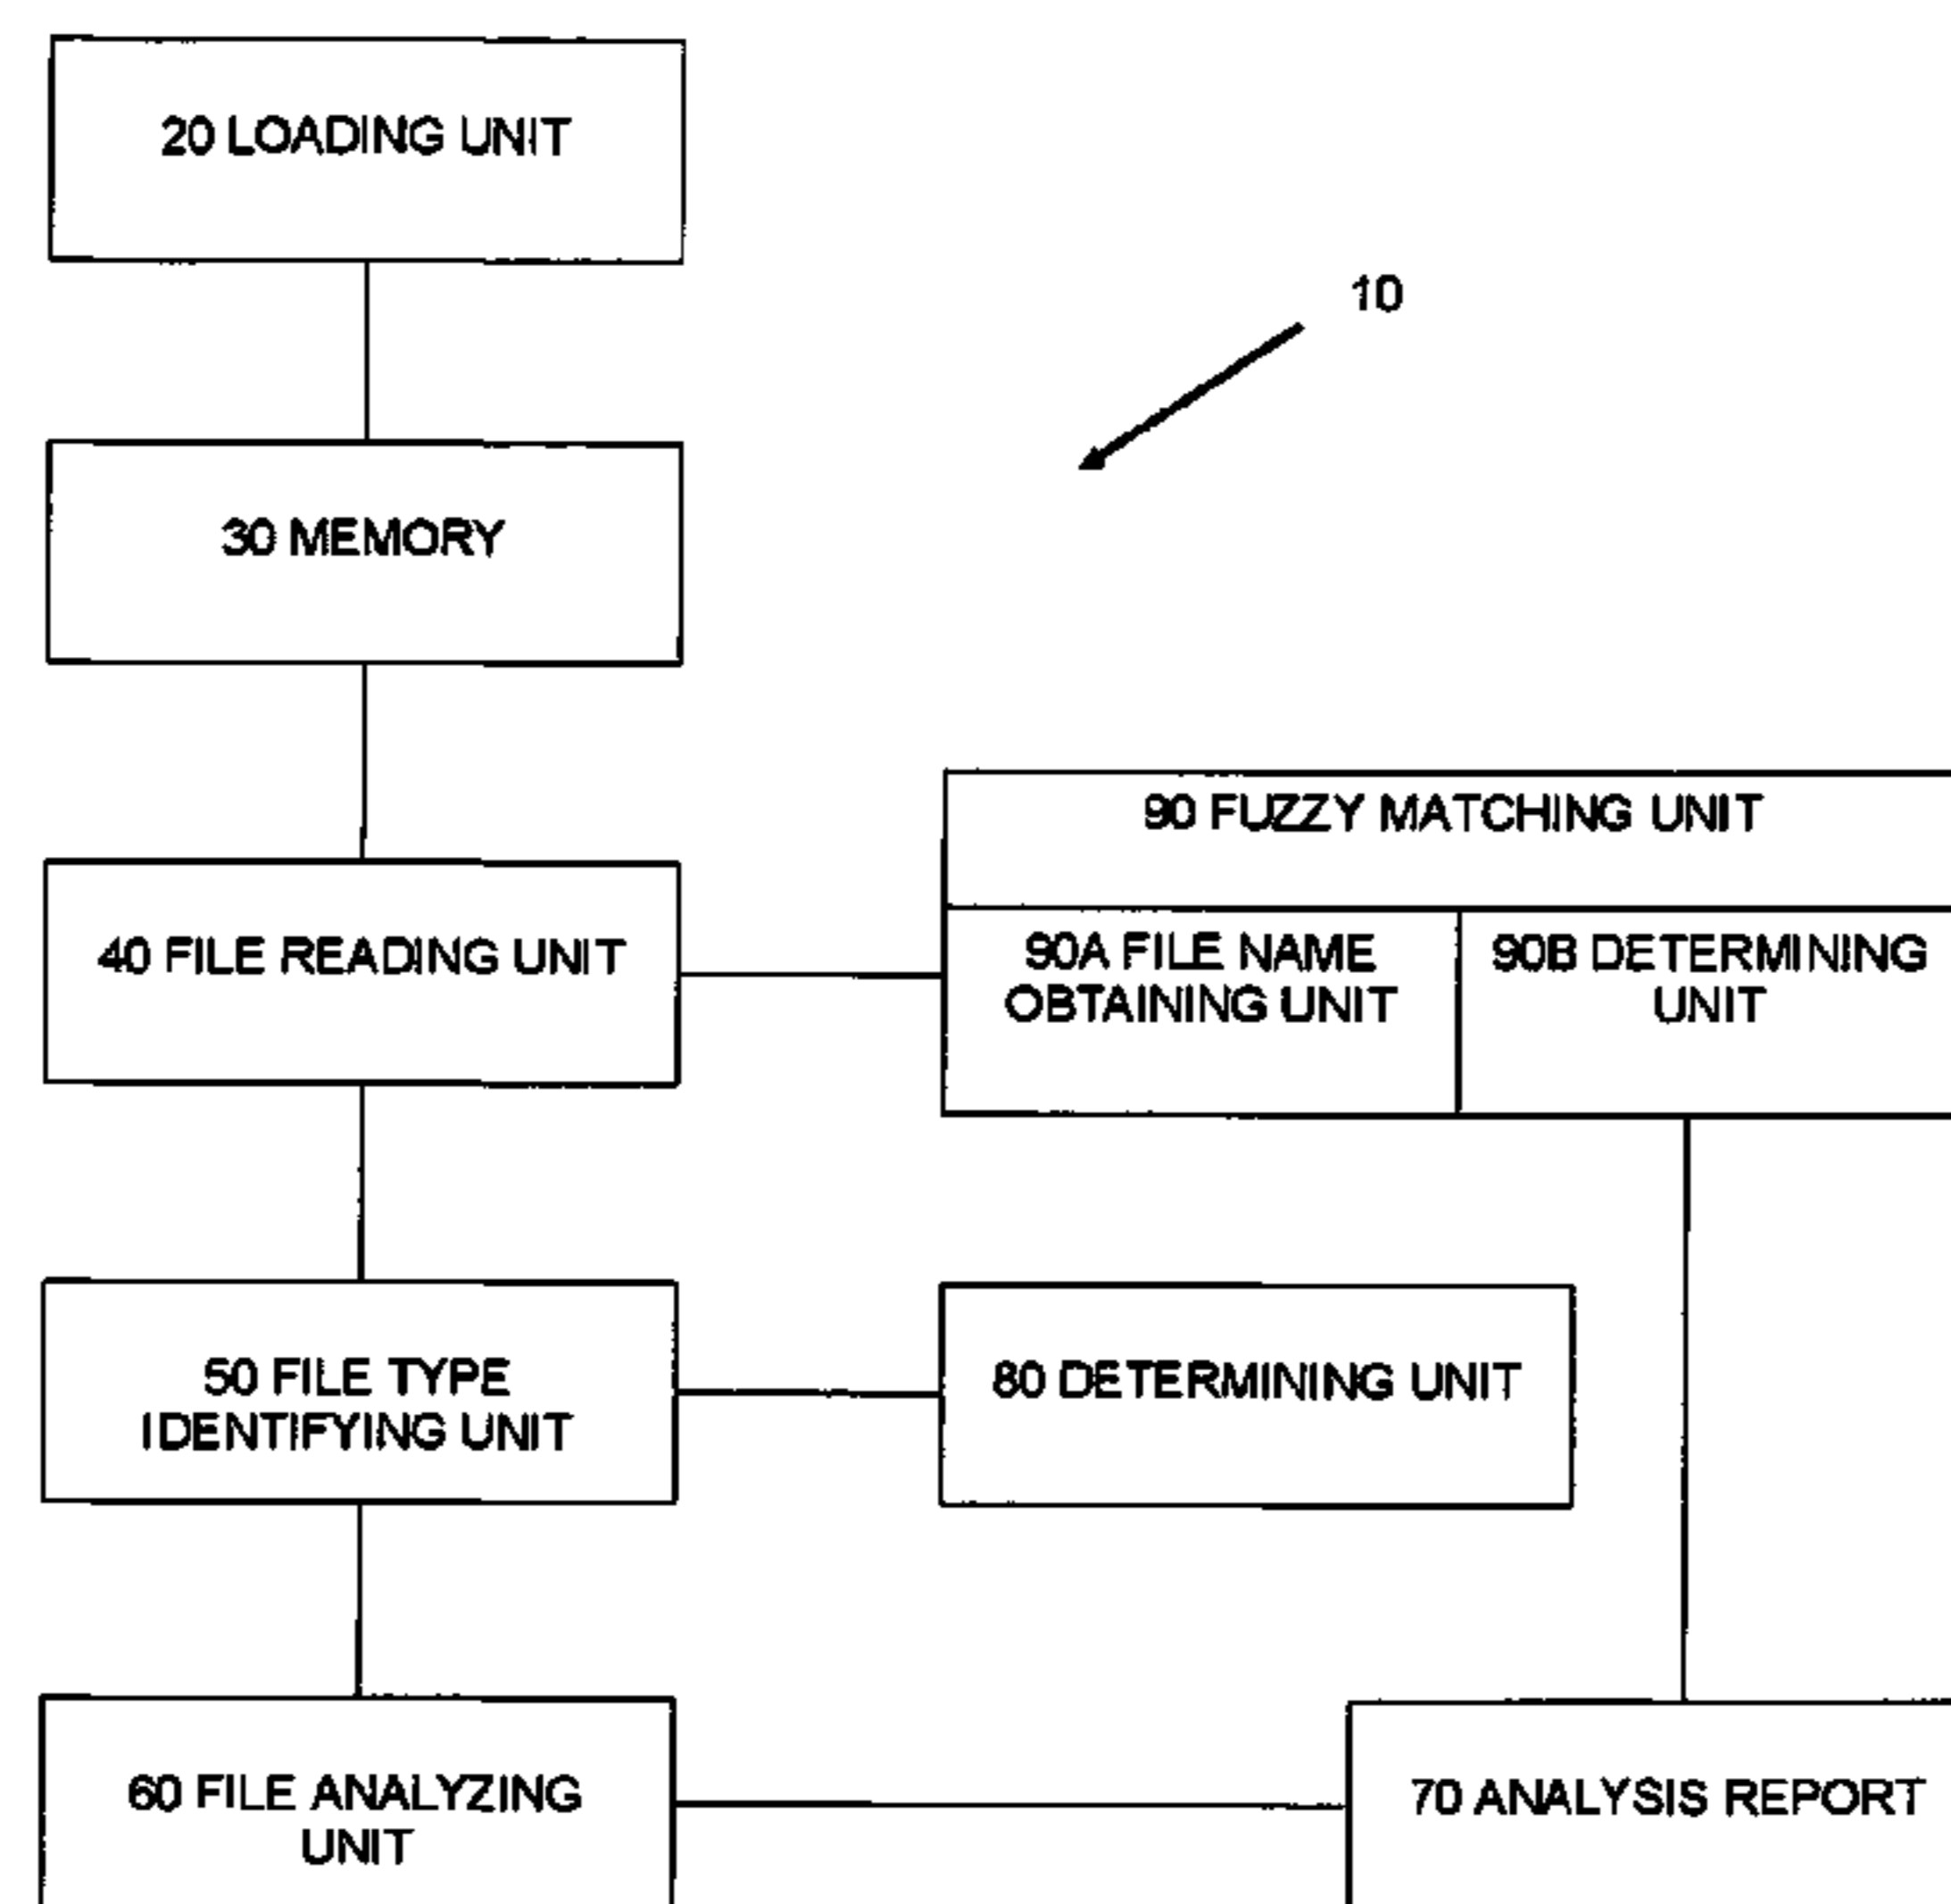 20 LOADING UNIT
10
30 MEMORY
90 FUZZY MATCHING UNIT
40 FILE READING UNIT
90A FILE NAME
OBTAINING UNIT
90B DETERMINING
UNIT
50 FILE TYPE
IDENTIFYING UNIT
80 DETERMINING UNIT
60 FILE ANALYZING
UNIT
70 ANALYSIS REPORT